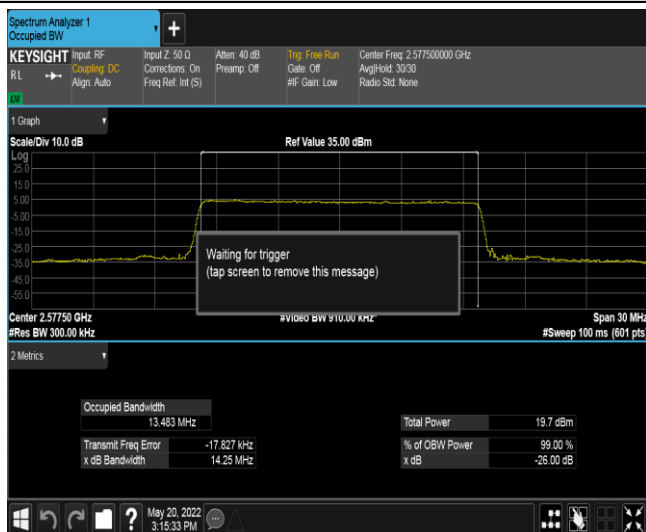 Spectrum Analyzer 1
Occupied BW
+
KEYSIGHT
RL
LXI
Input: RF
Coupling: DC
Align: Auto
Input Z: 50 Ω
Corrections: On
Freq Ref: Int (S)
Atten: 40 dB
Preamp: Off
Trig: Free Run
Gate: Off
#IF Gain: Low
Center Freq: 2.577500000 GHz
Avg|Hold: 30/30
Radio Std: None
1 Graph
Scale/Div 10.0 dB
Ref Value 35.00 dBm
Log
25.0
15.0
5.00
-5.00
-15.0
-25.0
-35.0
-45.0
-55.0
Waiting for trigger
(tap screen to remove this message)
Center 2.57750 GHz
#Video BW 910.00 kHz*
Span 30 MHz
#Res BW 300.00 kHz
#Sweep 100 ms (601 pts)
2 Metrics
Occupied Bandwidth
13.483 MHz
Total Power 19.7 dBm
Transmit Freq Error -17.827 kHz
% of OBW Power 99.00 %
x dB Bandwidth 14.25 MHz
x dB -26.00 dB
?
May 20, 2022
3:15:33 PM